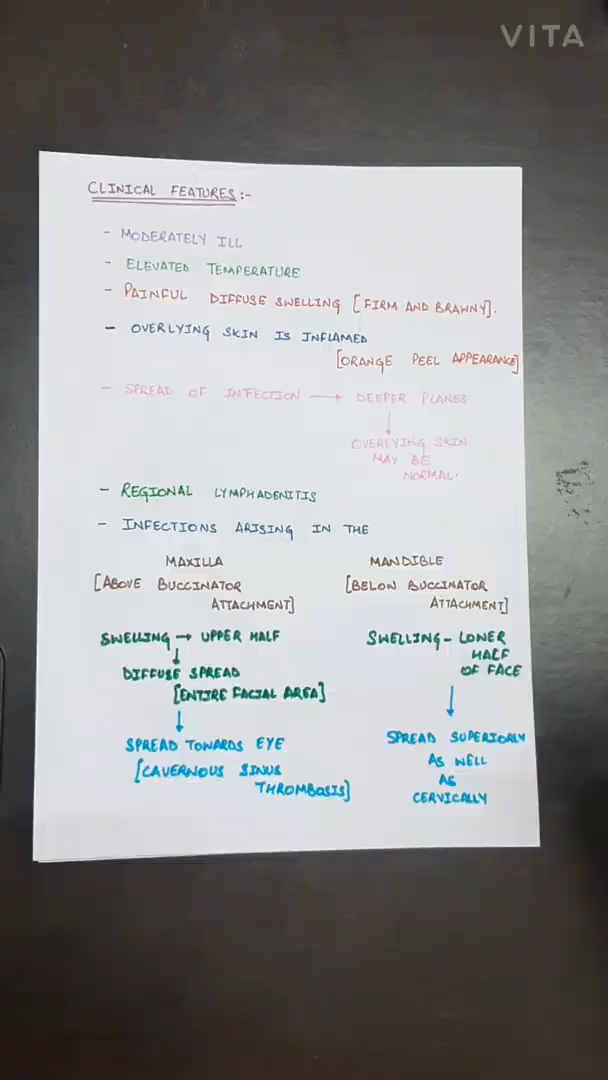 VITA
CLINICAL FEATURES:-
- MODERATELY ILL
- ELEVATED TEMPERATURE
- PAINFUL DIFFUSE SWELLING [FIRM AND BRAWNY].
- OVERLYING SKIN IS INFLAMED
[ORANGE PEEL APPEARANCE]
- SPREAD OF INFECTION → DEEPER PLANES
↓
OVERLYING SKIN
MAY BE
NORMAL.
- REGIONAL LYMPHADENITIS
- INFECTIONS ARISING IN THE
MAXILLA
[ABOVE BUCCINATOR
ATTACHMENT]
SWELLING → UPPER HALF
↓
DIFFUSE SPREAD
[ENTIRE FACIAL AREA]
↓
SPREAD TOWARDS EYE
[CAVERNOUS SINUS
THROMBOSIS]
MANDIBLE
[BELOW BUCCINATOR
ATTACHMENT]
SWELLING - LOWER
HALF
OF FACE
↓
SPREAD SUPERIORLY
AS WELL
AS
CERVICALLY